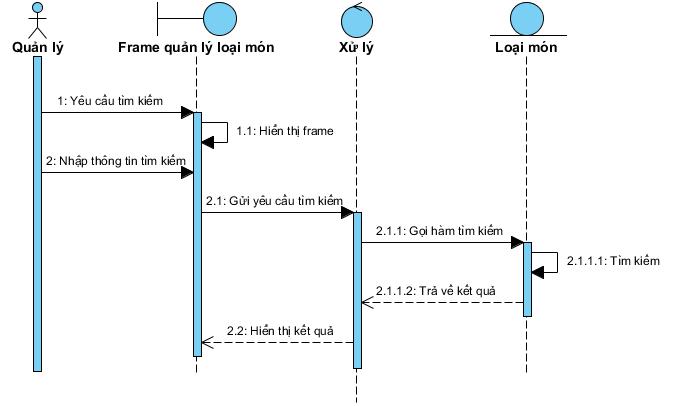 Quản lý
Frame quản lý loại món
Xử lý
Loại món
1: Yêu cầu tìm kiếm
1.1: Hiển thị frame
2: Nhập thông tin tìm kiếm
2.1: Gửi yêu cầu tìm kiếm
2.1.1: Gọi hàm tìm kiếm
2.1.1.1: Tìm kiếm
2.1.1.2: Trả về kết quả
2.2: Hiển thị kết quả